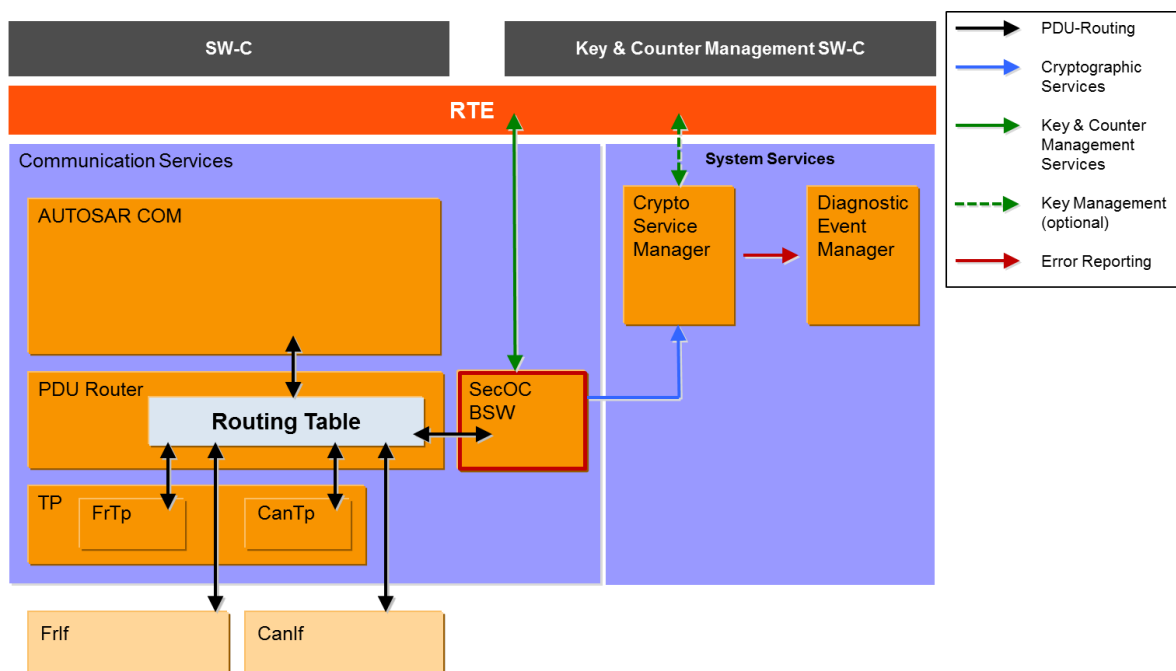 SW-C
Key & Counter Management SW-C
RTE
Communication Services
System Services
AUTOSAR COM
Crypto
Service
Manager
Diagnostic
Event
Manager
PDU Router
Routing Table
SecOC
BSW
TP
FrTp
CanTp
FrIf
CanIf
PDU-Routing
Cryptographic
Services
Key & Counter
Management
Services
Key Management
(optional)
Error Reporting